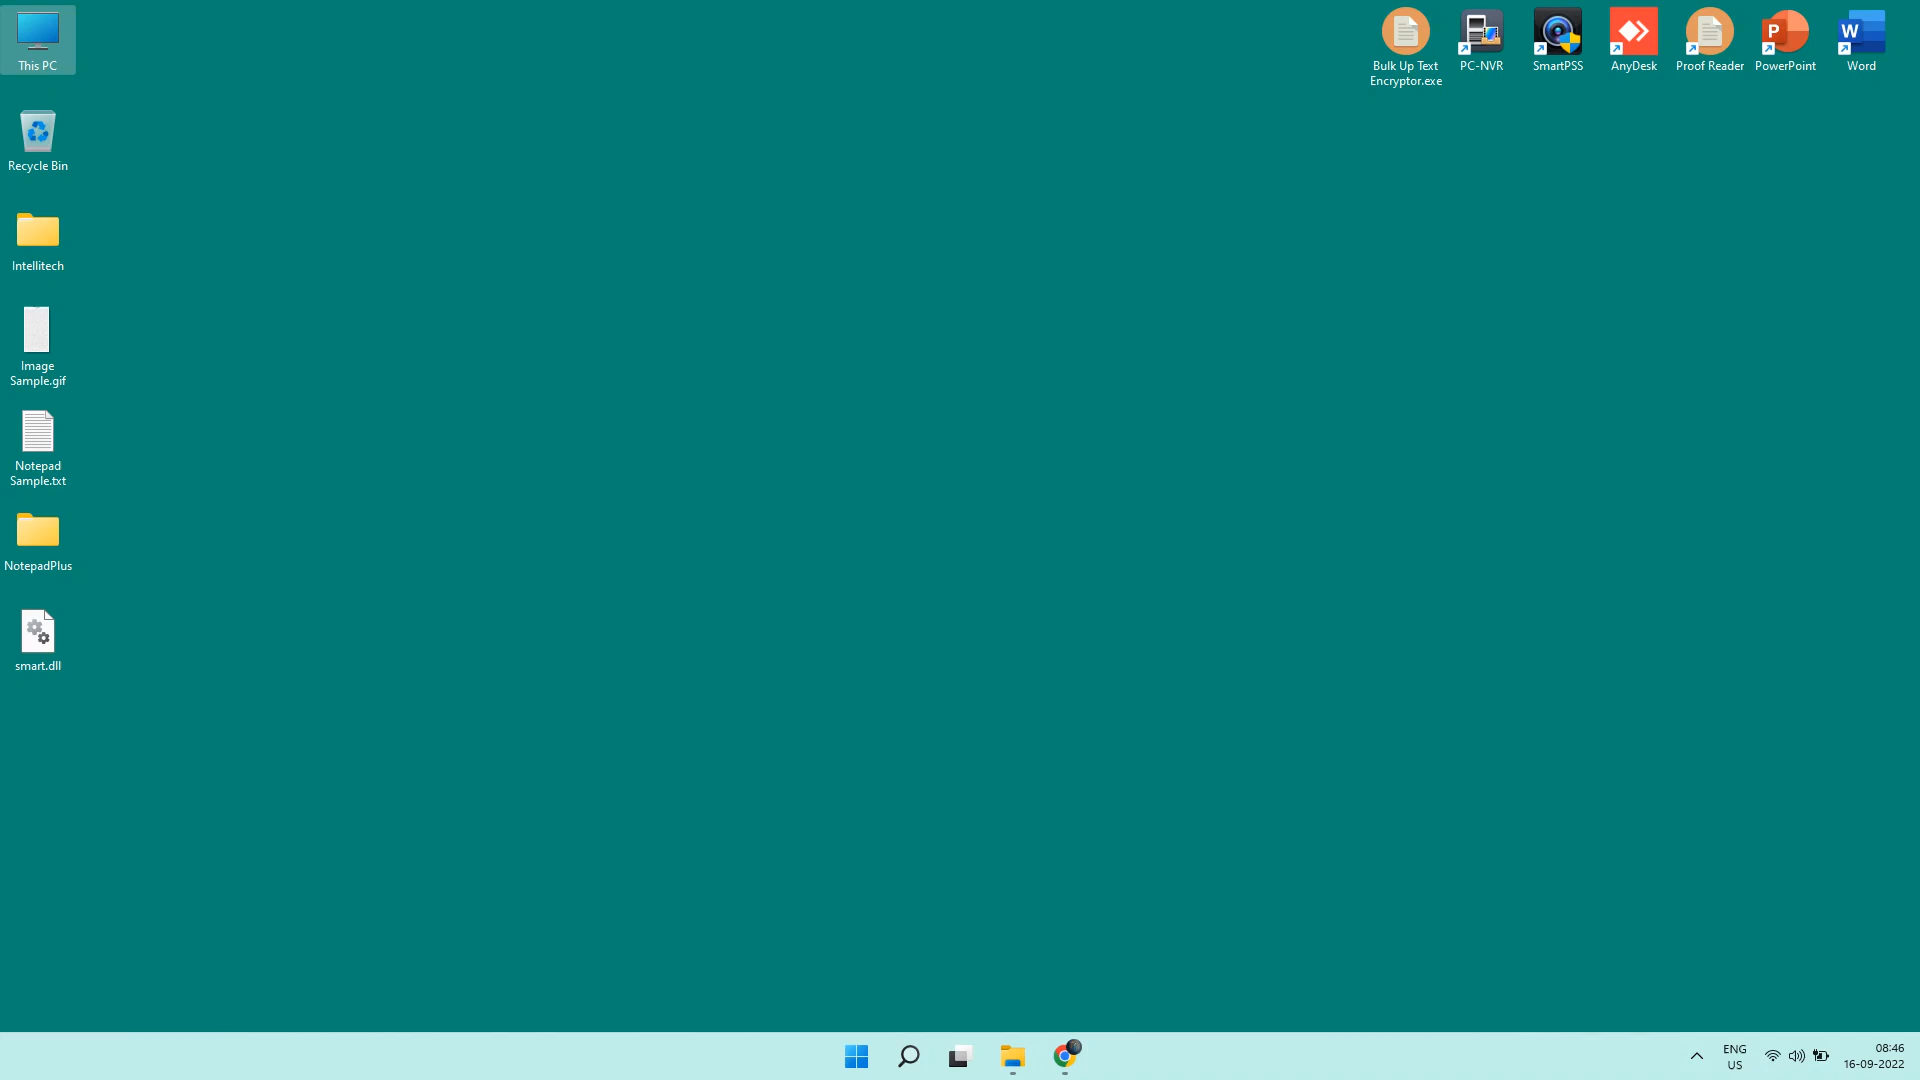 This PC
Recycle Bin
Intellitech
Image
Sample.gif
Notepad
Sample.txt
NotepadPlus
smart.dll
Bulk Up Text
Encryptor.exe
PC-NVR
SmartPSS
AnyDesk
Proof Reader
P
PowerPoint
W
Word
ENG
US
08:46
16-09-2022